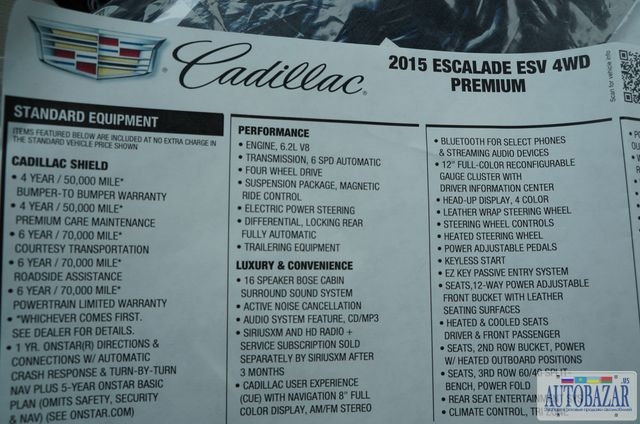 Cadillac
2015 ESCALADE ESV 4WD
PREMIUM
Scan for vehicle info
STANDARD EQUIPMENT
ITEMS FEATURED BELOW ARE INCLUDED AT NO EXTRA CHARGE IN
THE STANDARD VEHICLE PRICE SHOWN
CADILLAC SHIELD
• 4 YEAR / 50,000 MILE*
BUMPER-TO BUMPER WARRANTY
• 4 YEAR / 50,000 MILE*
PREMIUM CARE MAINTENANCE
• 6 YEAR / 70,000 MILE*
COURTESY TRANSPORTATION
• 6 YEAR / 70,000 MILE*
ROADSIDE ASSISTANCE
• 6 YEAR / 70,000 MILE*
POWERTRAIN LIMITED WARRANTY
• *WHICHEVER COMES FIRST.
SEE DEALER FOR DETAILS.
• 1 YR. ONSTAR(R) DIRECTIONS &
CONNECTIONS W/ AUTOMATIC
CRASH RESPONSE & TURN-BY-TURN
NAV PLUS 5-YEAR ONSTAR BASIC
PLAN (OMITS SAFETY, SECURITY
& NAV) (SEE ONSTAR.COM)
PERFORMANCE
• ENGINE, 6.2L V8
• TRANSMISSION, 6 SPD AUTOMATIC
• FOUR WHEEL DRIVE
• SUSPENSION PACKAGE, MAGNETIC
RIDE CONTROL
• ELECTRIC POWER STEERING
• DIFFERENTIAL, LOCKING REAR
FULLY AUTOMATIC
• TRAILERING EQUIPMENT
LUXURY & CONVENIENCE
• 16 SPEAKER BOSE CABIN
SURROUND SOUND SYSTEM
• ACTIVE NOISE CANCELLATION
• AUDIO SYSTEM FEATURE, CD/MP3
• SIRIUSXM AND HD RADIO +
SERVICE SUBSCRIPTION SOLD
SEPARATELY BY SIRIUSXM AFTER
3 MONTHS
• CADILLAC USER EXPERIENCE
(CUE) WITH NAVIGATION 8" FULL
COLOR DISPLAY, AM/FM STEREO
• BLUETOOTH FOR SELECT PHONES
& STREAMING AUDIO DEVICES
• 12" FULL-COLOR RECONFIGURABLE
GAUGE CLUSTER WITH
DRIVER INFORMATION CENTER
• HEAD-UP DISPLAY, 4 COLOR
• LEATHER WRAP STEERING WHEEL
• STEERING WHEEL CONTROLS
• HEATED STEERING WHEEL
• POWER ADJUSTABLE PEDALS
• KEYLESS START
• EZ KEY PASSIVE ENTRY SYSTEM
• SEATS,12-WAY POWER ADJUSTABLE
FRONT BUCKET WITH LEATHER
SEATING SURFACES
• HEATED & COOLED SEATS
DRIVER & FRONT PASSENGER
• SEATS, 2ND ROW BUCKET, POWER
W/ HEATED OUTBOARD POSITIONS
• SEATS, 3RD ROW 60/40 SPLIT-
BENCH, POWER FOLD
• REAR SEAT
• CLIMATE CONTROL,
AUTOBAZAR